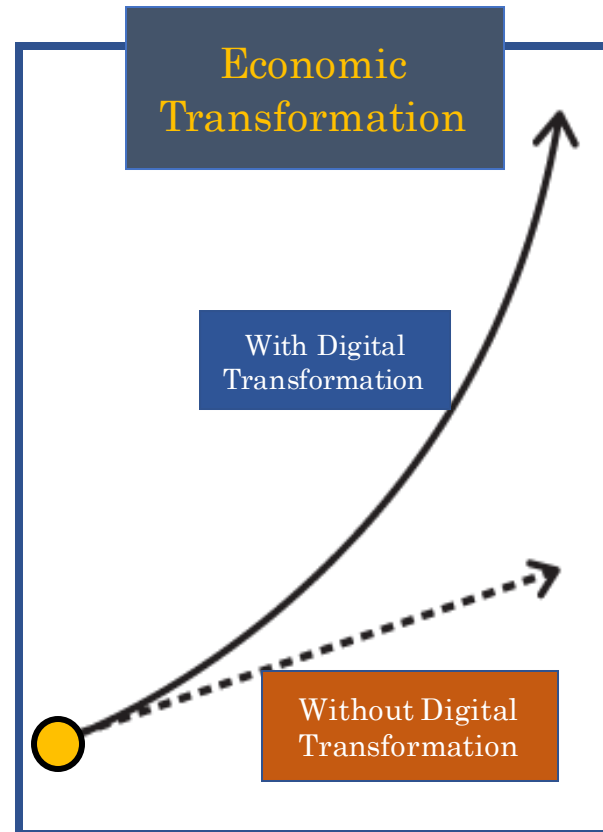 Economic
Transformation
With Digital
Transformation
Without Digital
Transformation